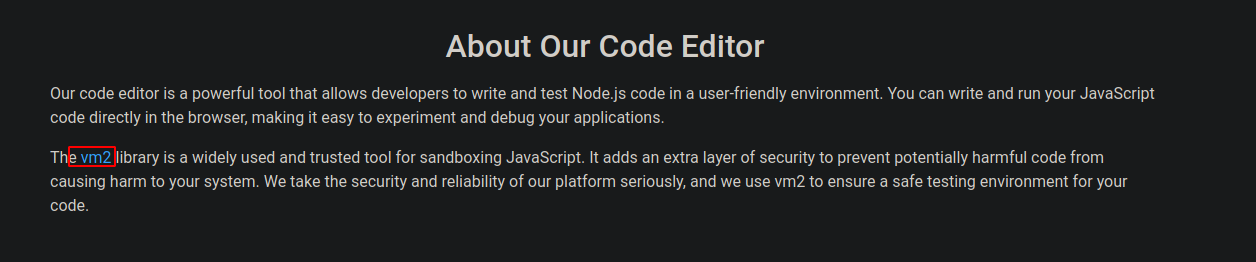 About Our Code Editor
Our code editor is a powerful tool that allows developers to write and test Node.js code in a user-friendly environment. You can write and run your JavaScript
code directly in the browser, making it easy to experiment and debug your applications.
The vm2 library is a widely used and trusted tool for sandboxing JavaScript. It adds an extra layer of security to prevent potentially harmful code from
causing harm to your system. We take the security and reliability of our platform seriously, and we use vm2 to ensure a safe testing environment for your
code.